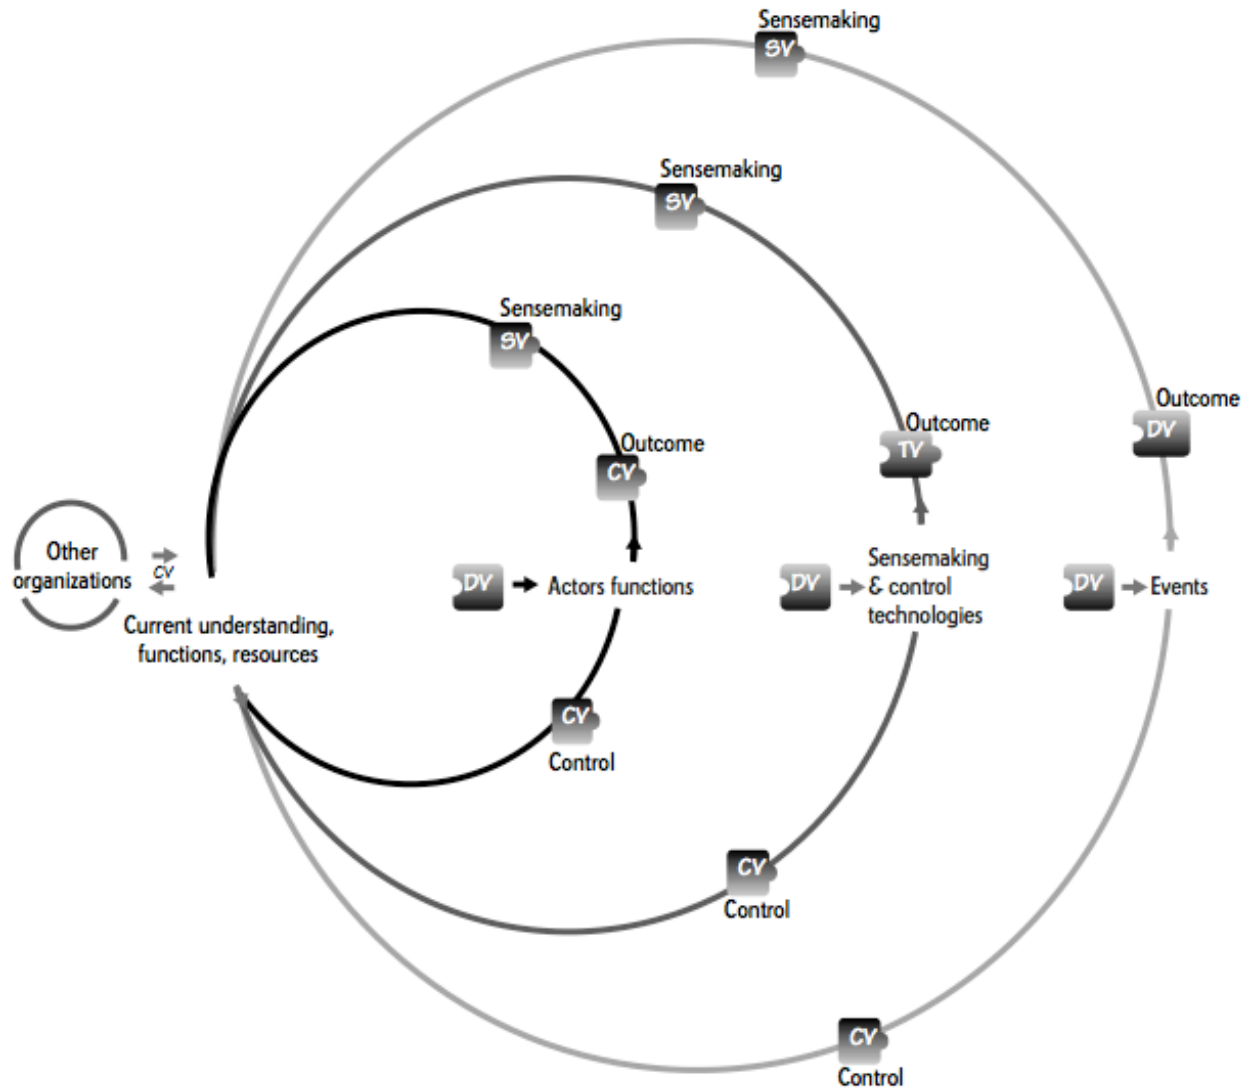 Sensemaking
SV
Sensemaking
SV
Sensemaking
SV
Outcome
DV
Outcome
TV
Outcome
CV
Other
organizations
CV
Current understanding,
functions, resources
DV
Actors functions
DV
Sensemaking
& control
technologies
DV
Events
CV
Control
CV
Control
CV
Control